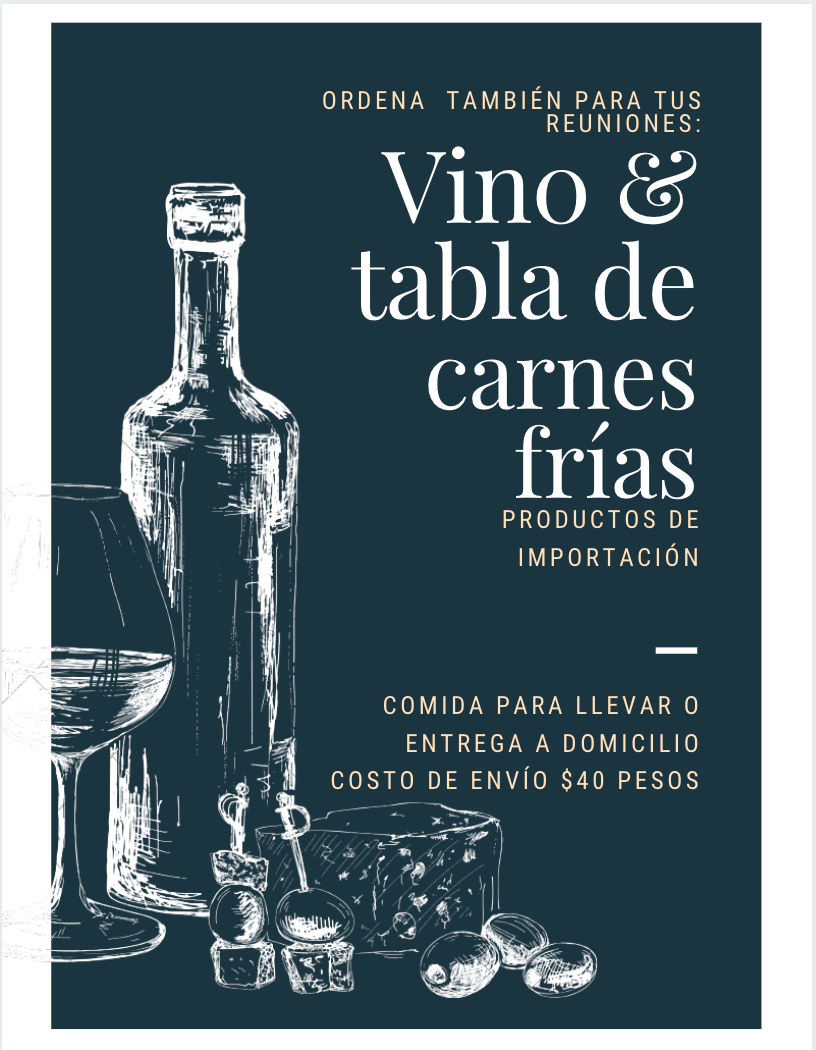 ORDENA TAMBIÉN PARA TUS
REUNIONES:
Vino &
tabla de
carnes
frías
PRODUCTOS DE
IMPORTACIÓN
COMIDA PARA LLEVAR O
ENTREGA A DOMICILIO
COSTO DE ENVÍO $40 PESOS